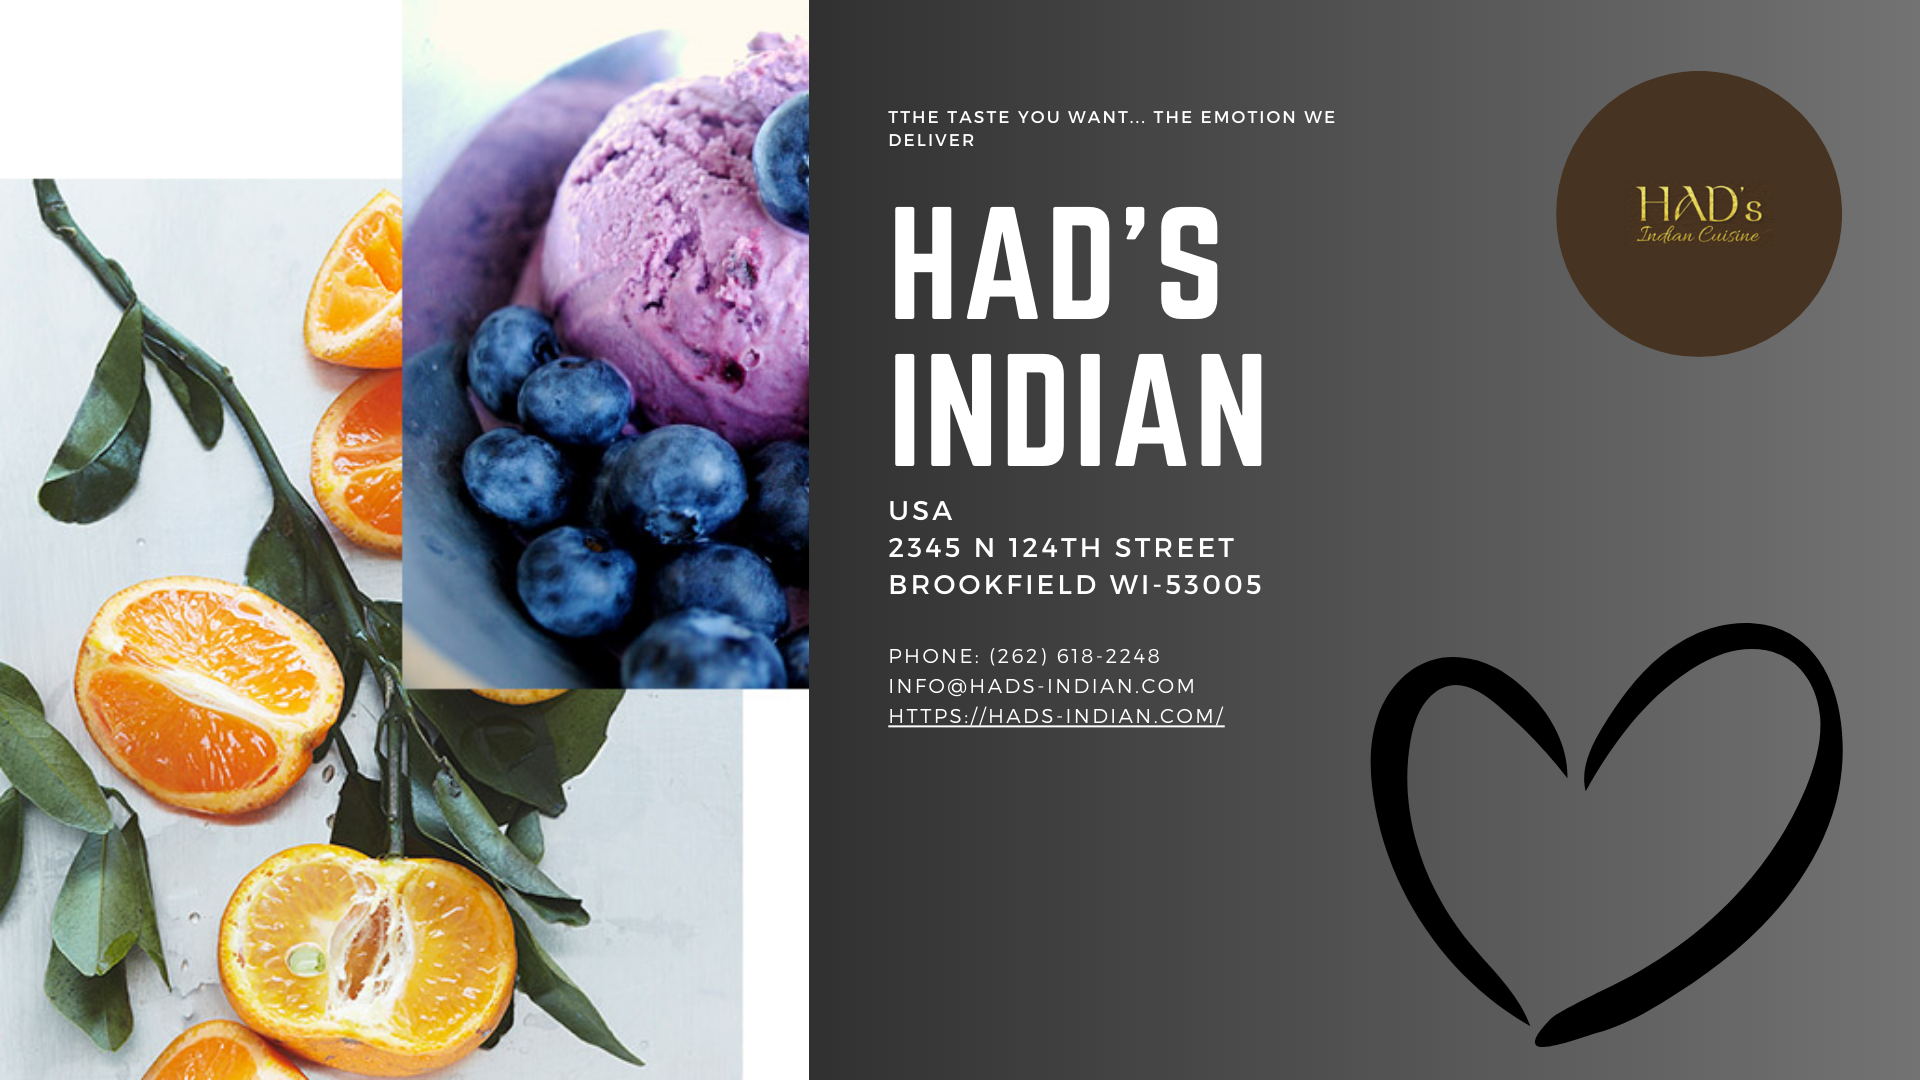 TTHE TASTE YOU WANT... THE EMOTION WE
DELIVER
HAD'S
INDIAN
USA
2345 N 124TH STREET
BROOKFIELD WI-53005
PHONE: (262) 618-2248
INFO@HADS-INDIAN.COM
HTTPS://HADS-INDIAN.COM/
HAD's
Indian Cuisine